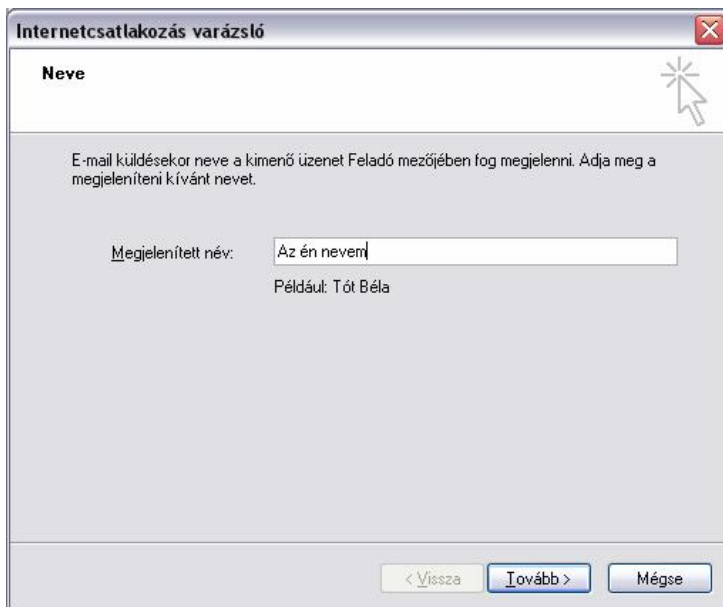 Internetcsatlakozás varázsló
Neve
E-mail küldésekor neve a kimenő üzenet Feladó mezőjében fog megjelenni. Adja meg a
megjeleníteni kívánt nevet.
Megjelenített név: Az én nevem
Például: Tót Béla
< Vissza Tovább > Mégse